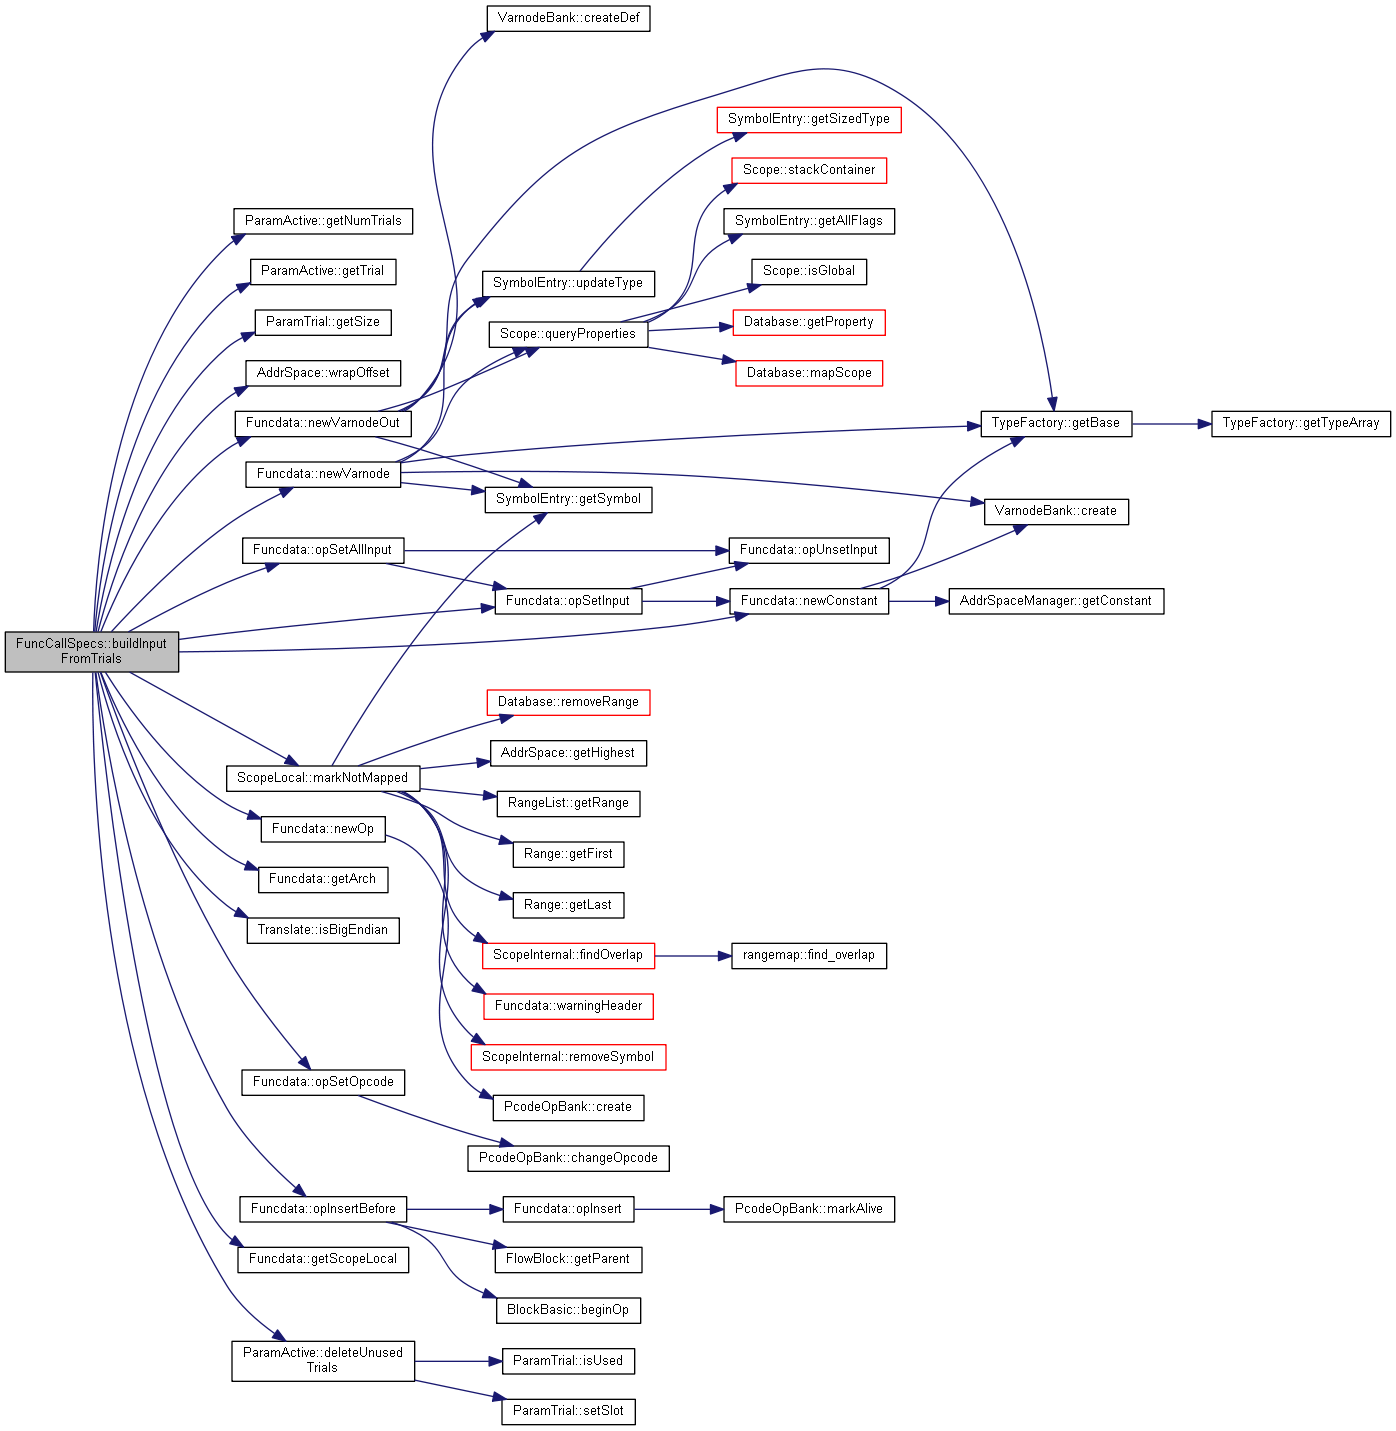 VarnodeBank::createDef
SymbolEntry::getSizedType
Scope::stackContainer
ParamActive::getNumTrials
SymbolEntry::getAllFlags
ParamActive::getTrial
Scope::isGlobal
SymbolEntry::updateType
ParamTrial::getSize
Database::getProperty
Scope::queryProperties
AddrSpace::wrapOffset
Database::mapScope
Funcdata::newVarnodeOut
TypeFactory::getBase
TypeFactory::getTypeArray
Funcdata::newVarnode
SymbolEntry::getSymbol
VarnodeBank::create
Funcdata::opSetAllInput
Funcdata::opUnsetInput
Funcdata::opSetInput
Funcdata::newConstant
AddrSpaceManager::getConstant
FuncCallSpecs::buildInput
FromTrials
Database::removeRange
AddrSpace::getHighest
ScopeLocal::markNotMapped
RangeList::getRange
Funcdata::newOp
Range::getFirst
Funcdata::getArch
Range::getLast
Translate::isBigEndian
ScopeInternal::findOverlap
rangemap::find_overlap
Funcdata::warningHeader
ScopeInternal::removeSymbol
Funcdata::opSetOpcode
PcodeOpBank::create
PcodeOpBank::changeOpcode
Funcdata::opInsertBefore
Funcdata::opInsert
PcodeOpBank::markAlive
Funcdata::getScopeLocal
FlowBlock::getParent
BlockBasic::beginOp
ParamActive::deleteUnused
Trials
ParamTrial::isUsed
ParamTrial::setSlot